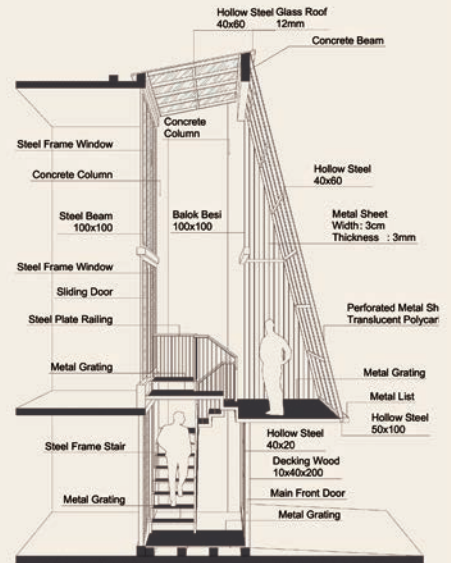 Hollow Steel
40x60
Glass Roof
12mm
Concrete Beam
Concrete
Column
Steel Frame Window
Concrete Column
Hollow Steel
40x60
Steel Beam
100x100
Balok Besi
100x100
Metal Sheet
Width: 3cm
Thickness : 3mm
Steel Frame Window
Sliding Door
Steel Plate Railing
Perforated Metal Sh
Translucent Polycar
Metal Grating
Metal Grating
Metal List
Hollow Steel
50x100
Steel Frame Stair
Hollow Steel
40x20
Decking Wood
10x40x200
Metal Grating
Main Front Door
Metal Grating